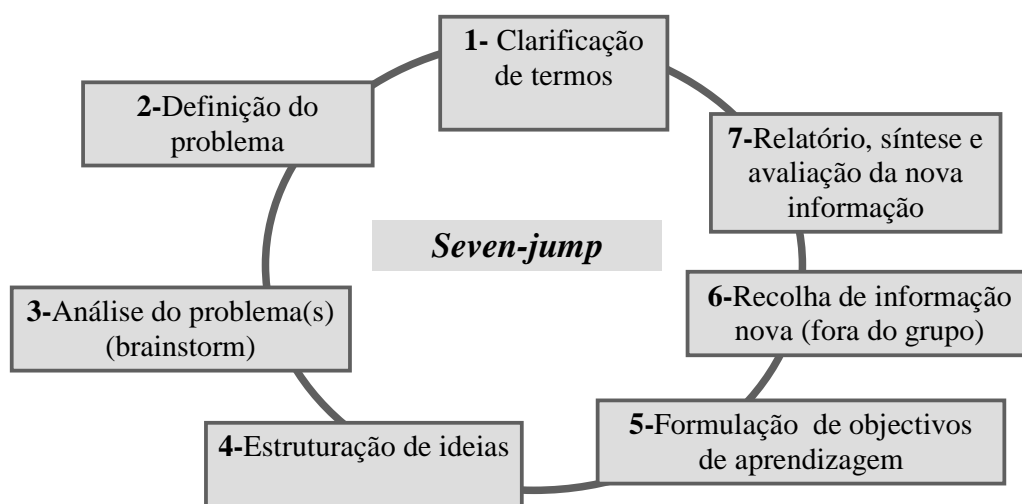 1- Clarificação
de termos
2-Definição do
problema
7-Relatório, síntese e
avaliação da nova
informação
Seven-jump
3-Análise do problema(s)
(brainstorm)
6-Recolha de informação
nova (fora do grupo)
4-Estruturação de ideias
5-Formulação de objectivos
de aprendizagem